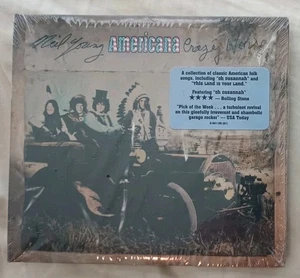 Neil Young Americana Crazy Horse
A collection of classic American folk
songs, including "Oh Susannah" and
"This Land is Your Land."
Featuring "Oh Susannah"
★★★★ — Rolling Stone
"Pick of the Week ... a turbulent revival
as this gleefully irreverent and shambolic
garage rocker" — USA Today